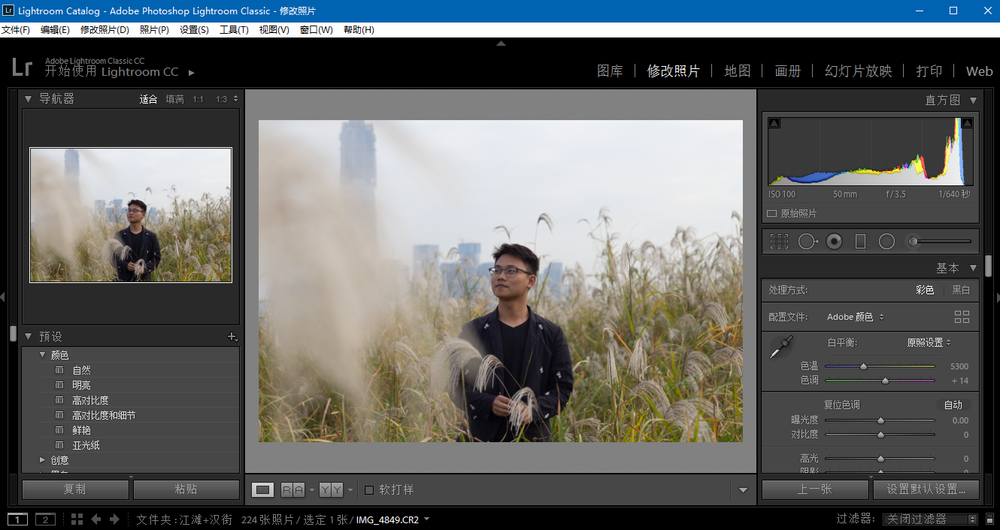 Lightroom Catalog - Adobe Photoshop Lightroom Classic - 修改照片
文件(F) 编辑(E) 修改照片(D) 照片(P) 设置(S) 工具(T) 视图(V) 窗口(W) 帮助(H)
Lr
Adobe Lightroom Classic CC
开始使用 Lightroom CC
图库 修改照片 地图 画册 幻灯片放映 打印 Web
导航器 适合 填满 1:1 1:3
预设
颜色
自然
明亮
高对比度
高对比度和细节
鲜艳
亚光纸
创意
复制 粘贴
R A Y Y 软打样
直方图
ISO 100 50 mm f / 3.5 1/640 秒
原始照片
基本
处理方式: 彩色 黑白
配置文件: Adobe 颜色
白平衡: 原照设置
色温 5300
色调 + 14
复位色调 自动
曝光度 0.00
对比度 0
高光 0
阴影 0
上一张 设置默认设置...
1 2 文件夹:江滩+汉街 224 张照片/ 选定 1 张/ IMG_4849.CR2 过滤器: 关闭过滤器